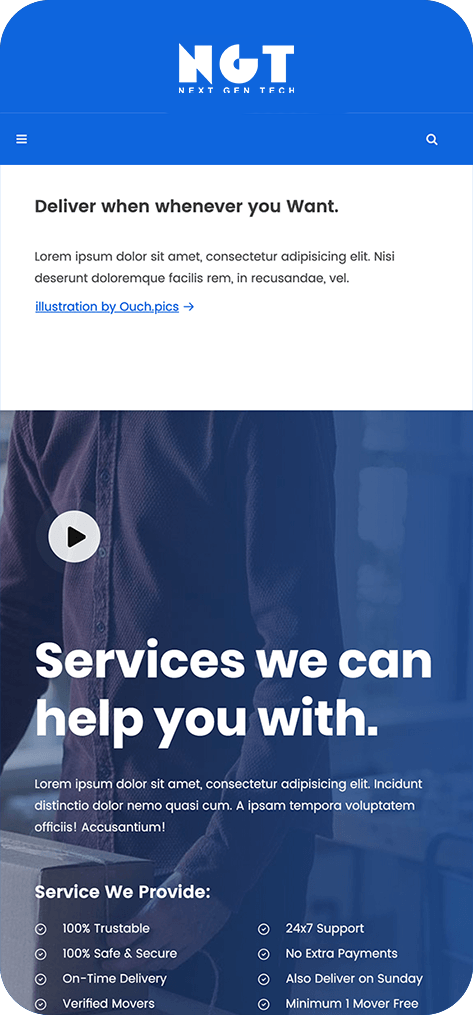 NGT
NEXT GEN TECH
Deliver when whenever you Want.
Lorem ipsum dolor sit amet, consectetur adipisicing elit. Nisi
deserunt doloremque facilis rem, in recusandae, vel.
illustration by Ouch.pics →
Services we can
help you with.
Lorem ipsum dolor sit amet, consectetur adipisicing elit. Incidunt
distinctio dolor nemo quasi cum. A ipsam tempora voluptatem
officiis! Accusantium!
Service We Provide:
100% Trustable
24x7 Support
100% Safe & Secure
No Extra Payments
On-Time Delivery
Also Deliver on Sunday
Verified Movers
Minimum 1 Mover Free